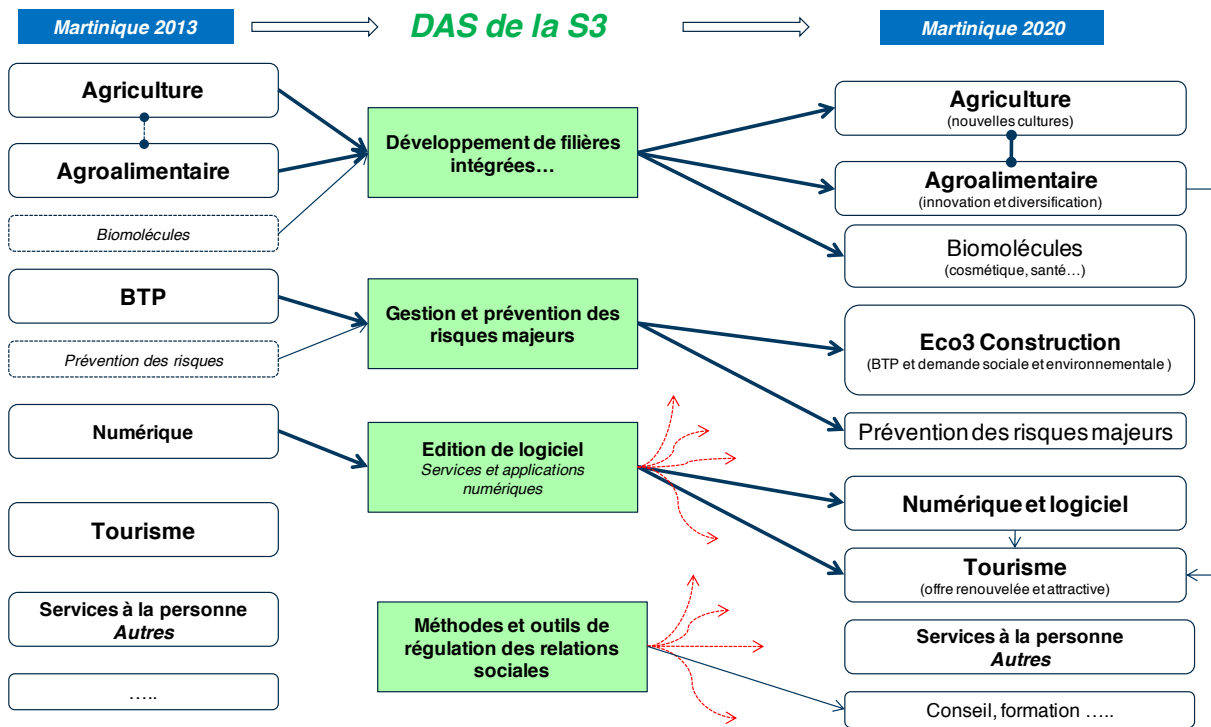 Martinique 2013
DAS de la S3
Martinique 2020
Agriculture
Agroalimentaire
Biomolécules
BTP
Prévention des risques
Numérique
Tourisme
Services à la personne
Autres
…..
Développement de filières
intégrées…
Gestion et prévention des
risques majeurs
Edition de logiciel
Services et applications
numériques
Méthodes et outils de
régulation des relations
sociales
Agriculture
(nouvelles cultures)
Agroalimentaire
(innovation et diversification)
Biomolécules
(cosmétique, santé…)
Eco3 Construction
(BTP et demande sociale et environnementale )
Prévention des risques majeurs
Numérique et logiciel
Tourisme
(offre renouvelée et attractive)
Services à la personne
Autres
Conseil, formation …..